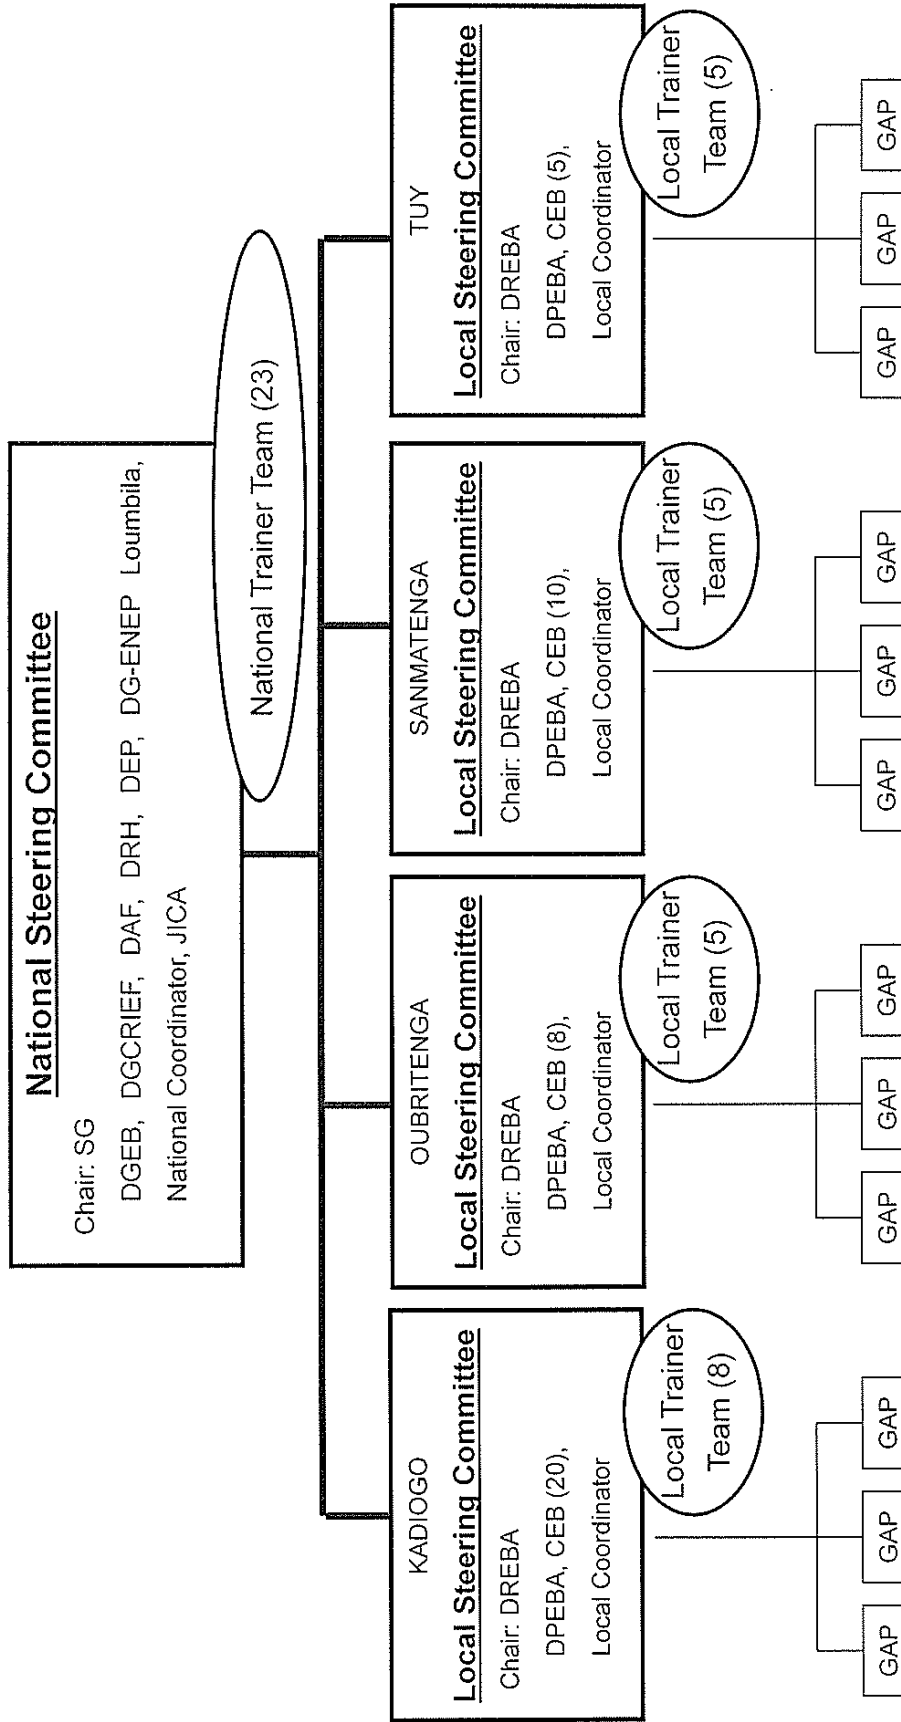 National Steering Committee
Chair: SG
DGEB, DGCRIEF, DAF, DRH, DEP, DG-ENEP Loumbila,
National Coordinator, JICA
National Trainer Team (23)
KADIOGO
Local Steering Committee
Chair: DREBA
DPEBA, CEB (20),
Local Coordinator
Local Trainer
Team (8)
GAP
GAP
GAP
OUBRITENGA
Local Steering Committee
Chair: DREBA
DPEBA, CEB (8),
Local Coordinator
Local Trainer
Team (5)
GAP
GAP
GAP
SANMATENGA
Local Steering Committee
Chair: DREBA
DPEBA, CEB (10),
Local Coordinator
Local Trainer
Team (5)
GAP
GAP
GAP
TUY
Local Steering Committee
Chair: DREBA
DPEBA, CEB (5),
Local Coordinator
Local Trainer
Team (5)
GAP
GAP
GAP